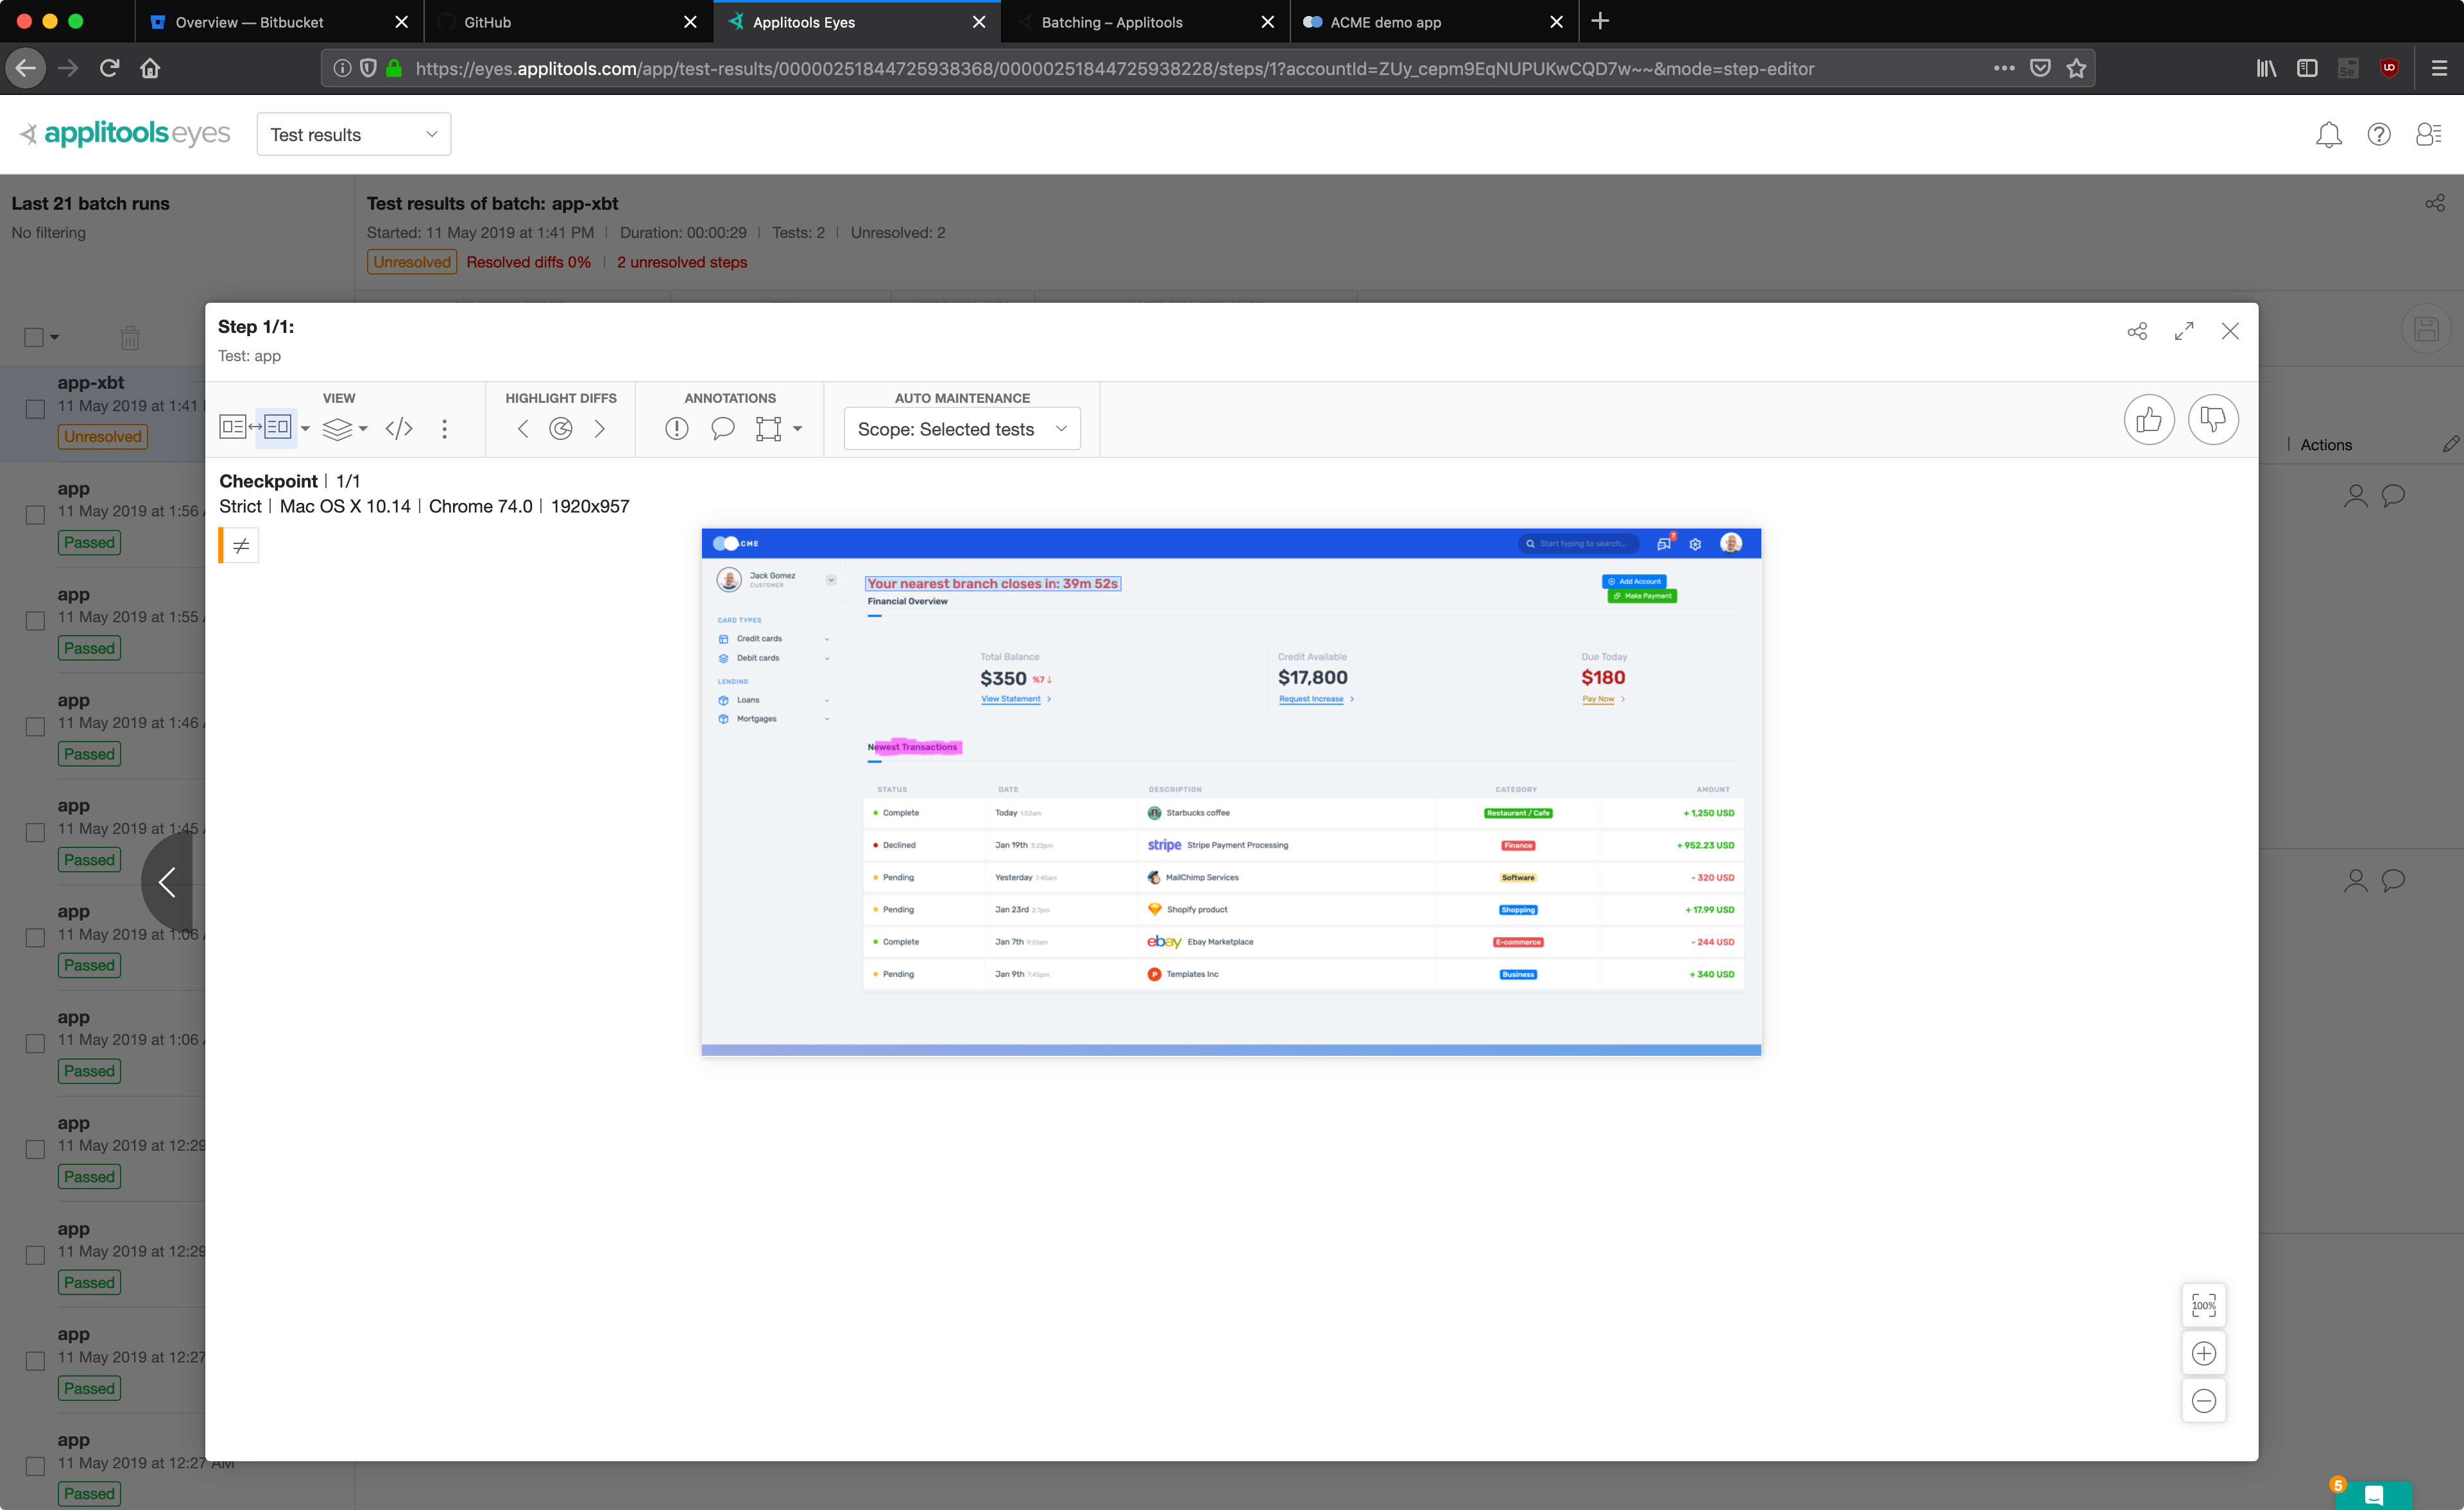 Overview — Bitbucket
GitHub
Applitools Eyes
Batching – Applitools
ACME demo app
https://eyes.applitools.com/app/test-results/00000251844725938368/00000251844725938228/steps/1?accountId=ZUy_cepm9EqNUPUKwCQD7w~~&mode=step-editor
applitools eyes
Test results
Last 21 batch runs
No filtering
Test results of batch: app-xbt
Started: 11 May 2019 at 1:41 PM | Duration: 00:00:29 | Tests: 2 | Unresolved: 2
Unresolved Resolved diffs 0% | 2 unresolved steps
app-xbt
11 May 2019 at 1:41
Unresolved
app
11 May 2019 at 1:56
Passed
app
11 May 2019 at 1:55
Passed
app
11 May 2019 at 1:46
Passed
app
11 May 2019 at 1:45
Passed
app
11 May 2019 at 1:06
Passed
app
11 May 2019 at 1:06
Passed
app
11 May 2019 at 12:29
Passed
app
11 May 2019 at 12:29
Passed
app
11 May 2019 at 12:27
Passed
app
11 May 2019 at 12:27 AM
Passed
Step 1/1:
Test: app
VIEW
HIGHLIGHT DIFFS
ANNOTATIONS
AUTO MAINTENANCE
Scope: Selected tests
Actions
Checkpoint | 1/1
Strict | Mac OS X 10.14 | Chrome 74.0 | 1920x957
≠
CME
Start typing to search...
7
Jack Gomez
CUSTOMER
CARD TYPES
Credit cards
Debit cards
LENDING
Loans
Mortgages
Your nearest branch closes in: 39m 52s
Financial Overview
Add Account
Make Payment
Total Balance
$350 %7 ↓
View Statement
Credit Available
$17,800
Request Increase
Due Today
$180
Pay Now
Newest Transactions
STATUS DATE DESCRIPTION CATEGORY AMOUNT
Complete Today 1:52am Starbucks coffee Restaurant / Cafe + 1,250 USD
Declined Jan 19th 3:22pm stripe Stripe Payment Processing Finance + 952.23 USD
Pending Yesterday 7:45am MailChimp Services Software - 320 USD
Pending Jan 23rd 2:7pm Shopify product Shopping + 17.99 USD
Complete Jan 7th 9:51am ebay Ebay Marketplace E-commerce - 244 USD
Pending Jan 9th 7:45pm P Templates Inc Business + 340 USD
100%
5